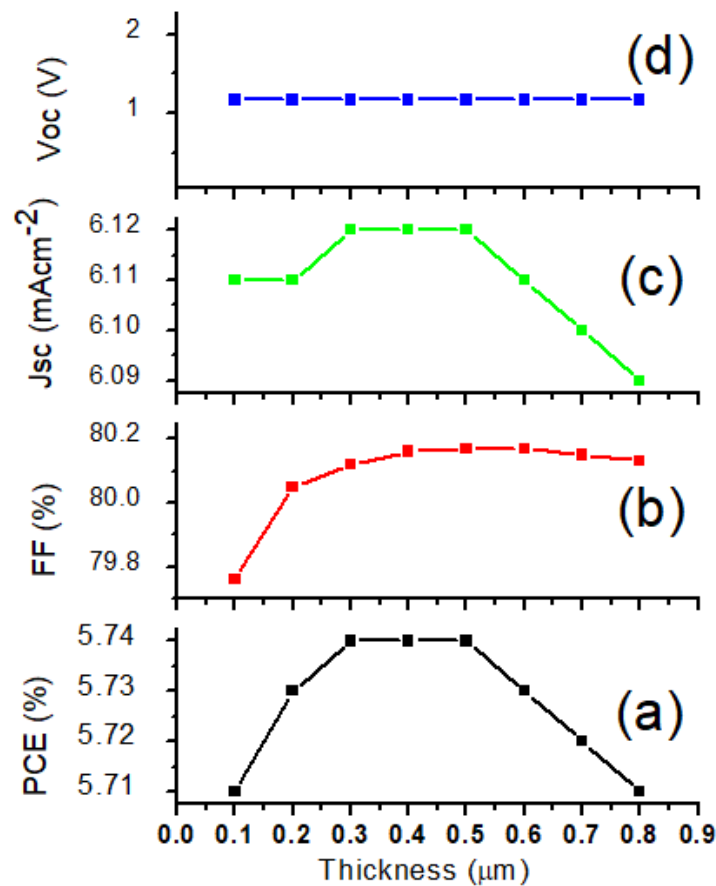 2
(d)
1
Voc (V)
6.12
6.11
(c)
6.10
6.09
Jsc (mAcm⁻²)
80.2
80.0
(b)
79.8
FF (%)
5.74
5.73
(a)
5.72
5.71
PCE (%)
0.0 0.1 0.2 0.3 0.4 0.5 0.6 0.7 0.8 0.9
Thickness (μm)